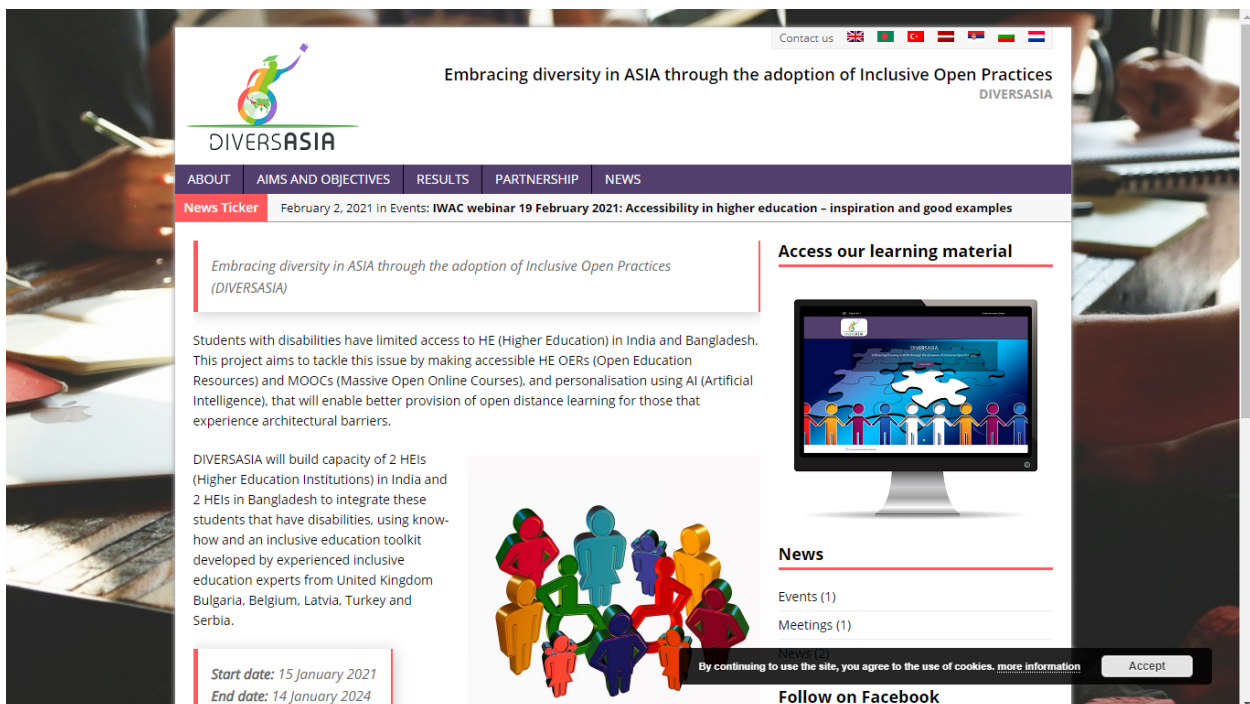 Contact us
Embracing diversity in ASIA through the adoption of Inclusive Open Practices
DIVERSASIA
DIVERSASIA
ABOUT
AIMS AND OBJECTIVES
RESULTS
PARTNERSHIP
NEWS
News Ticker
February 2, 2021 in Events: IWAC webinar 19 February 2021: Accessibility in higher education – inspiration and good examples
Embracing diversity in ASIA through the adoption of Inclusive Open Practices
(DIVERSASIA)
Students with disabilities have limited access to HE (Higher Education) in India and Bangladesh.
This project aims to tackle this issue by making accessible HE OERs (Open Education
Resources) and MOOCs (Massive Open Online Courses), and personalisation using AI (Artificial
Intelligence), that will enable better provision of open distance learning for those that
experience architectural barriers.
DIVERSASIA will build capacity of 2 HEIs
(Higher Education Institutions) in India and
2 HEIs in Bangladesh to integrate these
students that have disabilities, using know-
how and an inclusive education toolkit
developed by experienced inclusive
education experts from United Kingdom
Bulgaria, Belgium, Latvia, Turkey and
Serbia.
Start date: 15 January 2021
End date: 14 January 2024
Access our learning material
DIVERSASIA
News
Events (1)
Meetings (1)
News (2)
By continuing to use the site, you agree to the use of cookies. more information
Accept
Follow on Facebook